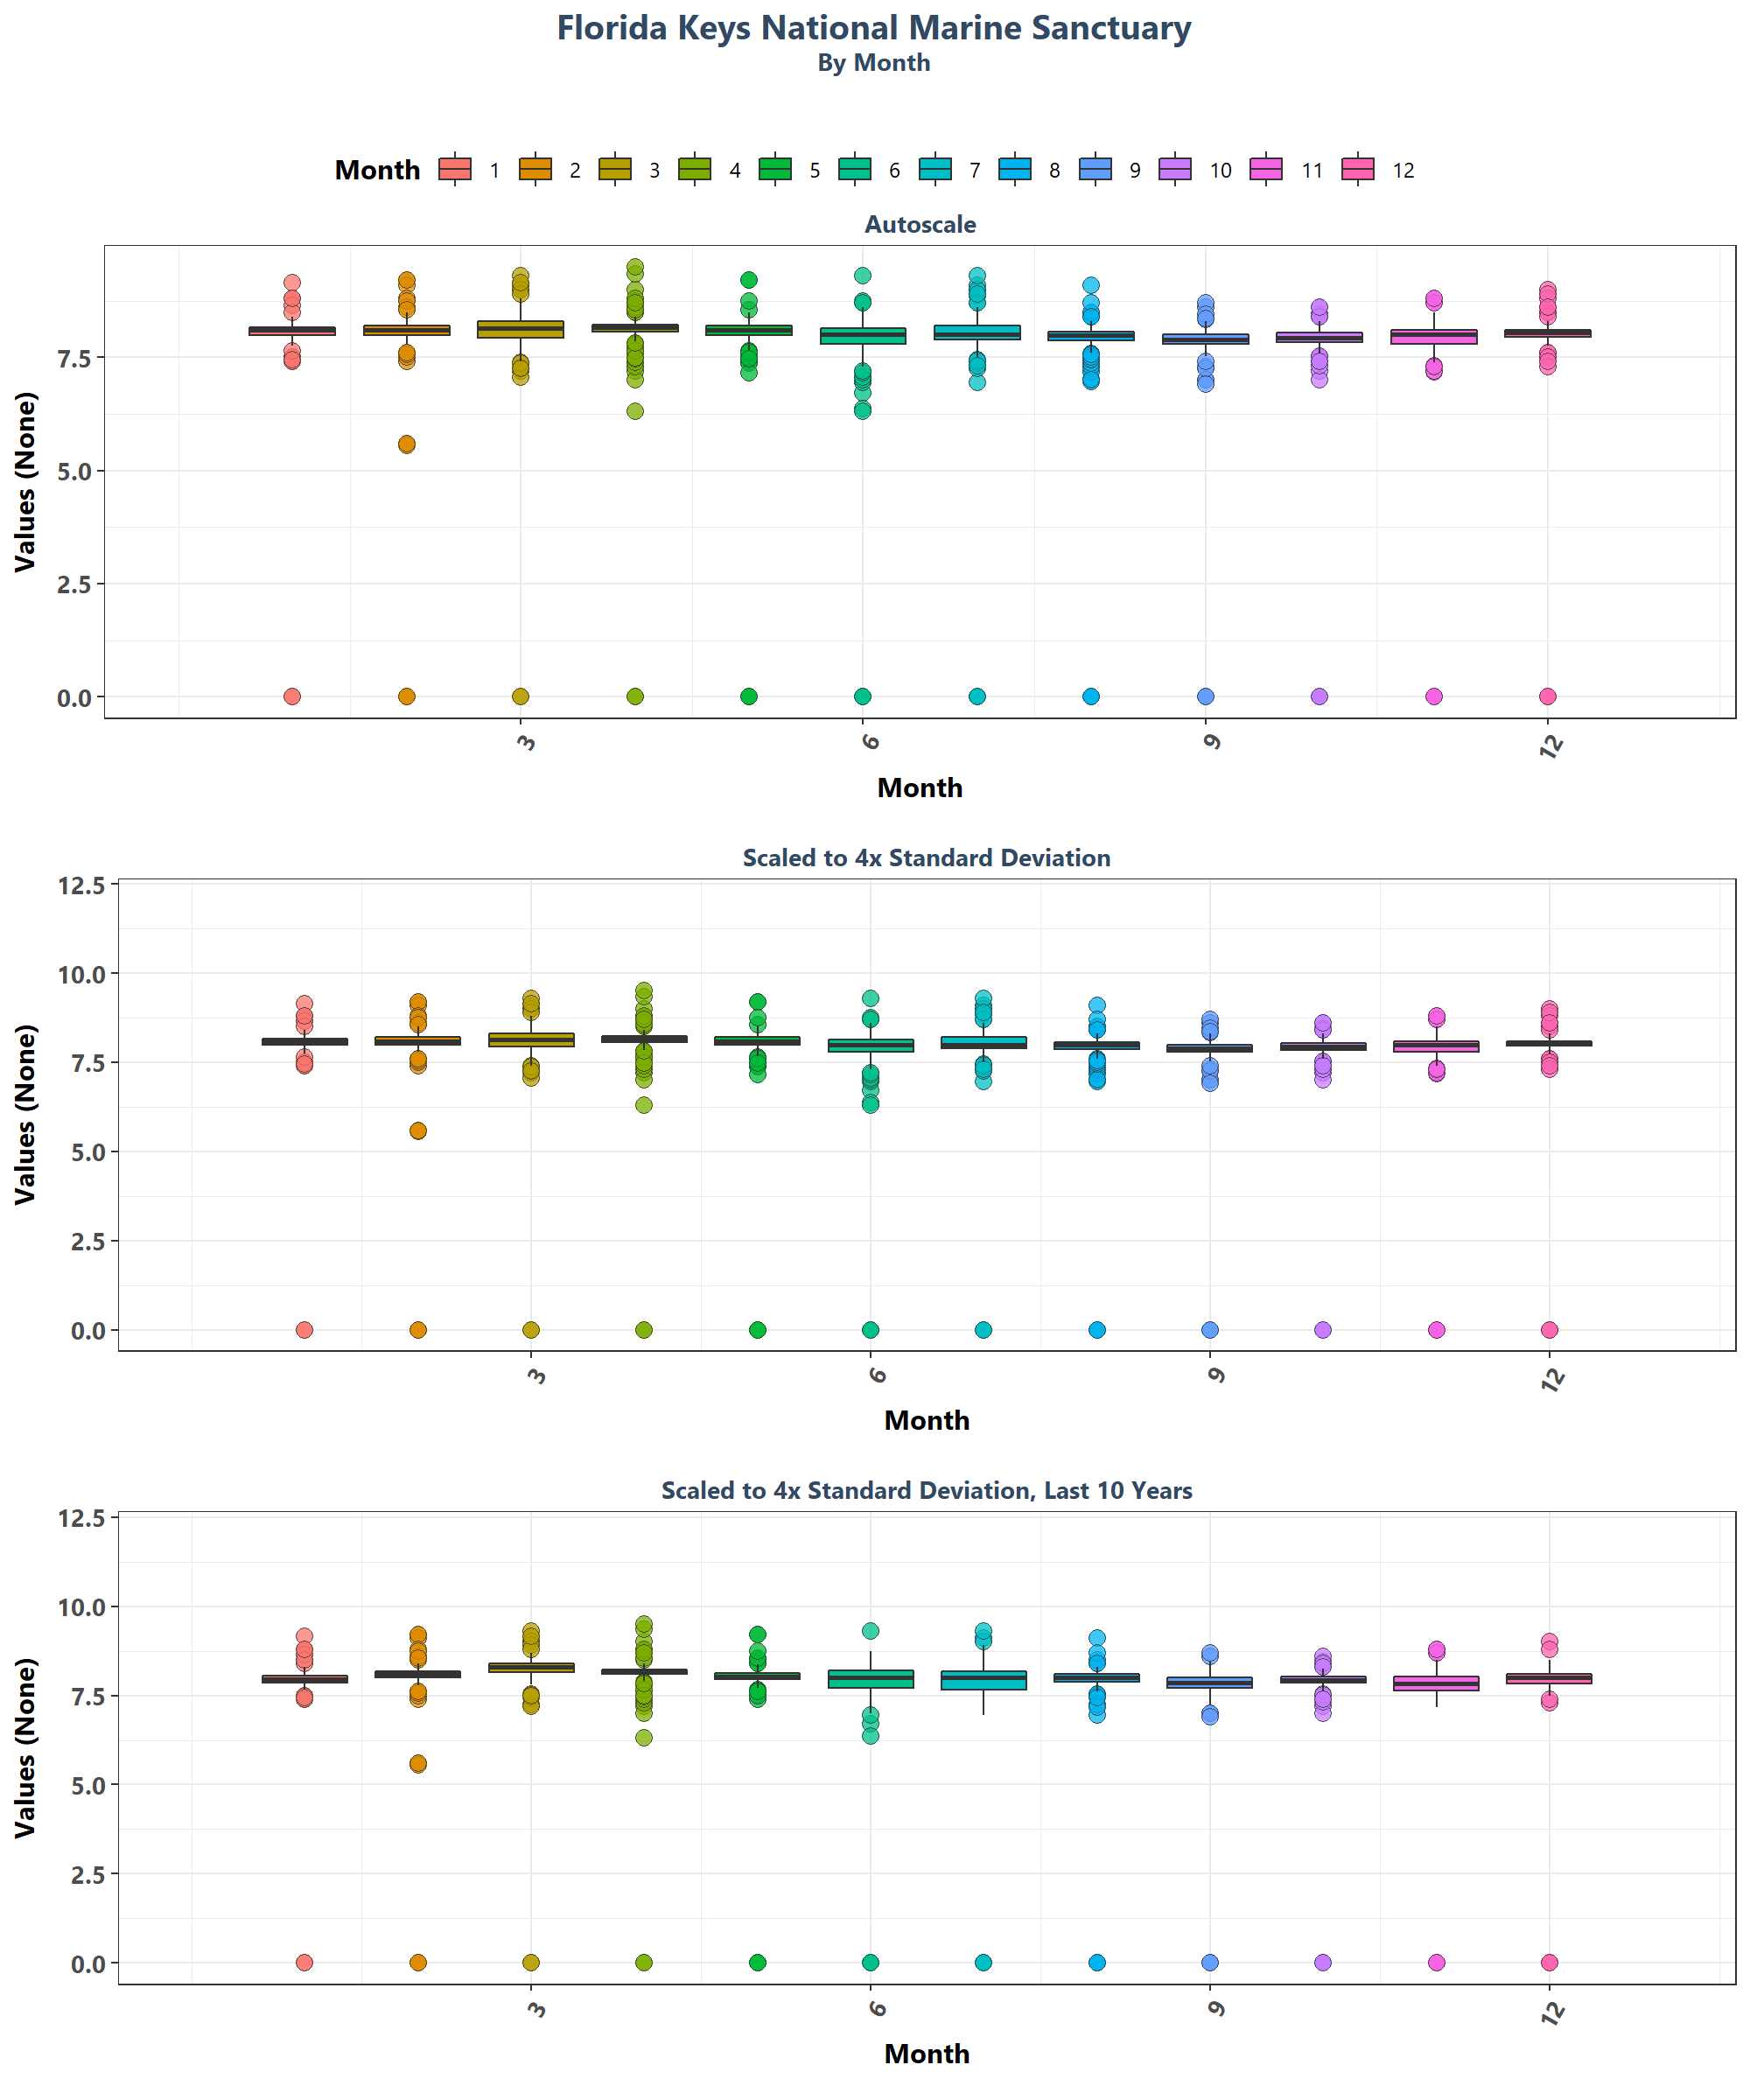 Florida Keys National Marine Sanctuary
By Month
Month 1 2 3 4 5 6 7 8 9 10 11 12
Autoscale
Values (None)
7.5
5.0
2.5
0.0
3 6 9 12
Month
Scaled to 4x Standard Deviation
Values (None)
12.5
10.0
7.5
5.0
2.5
0.0
3 6 9 12
Month
Scaled to 4x Standard Deviation, Last 10 Years
Values (None)
12.5
10.0
7.5
5.0
2.5
0.0
3 6 9 12
Month